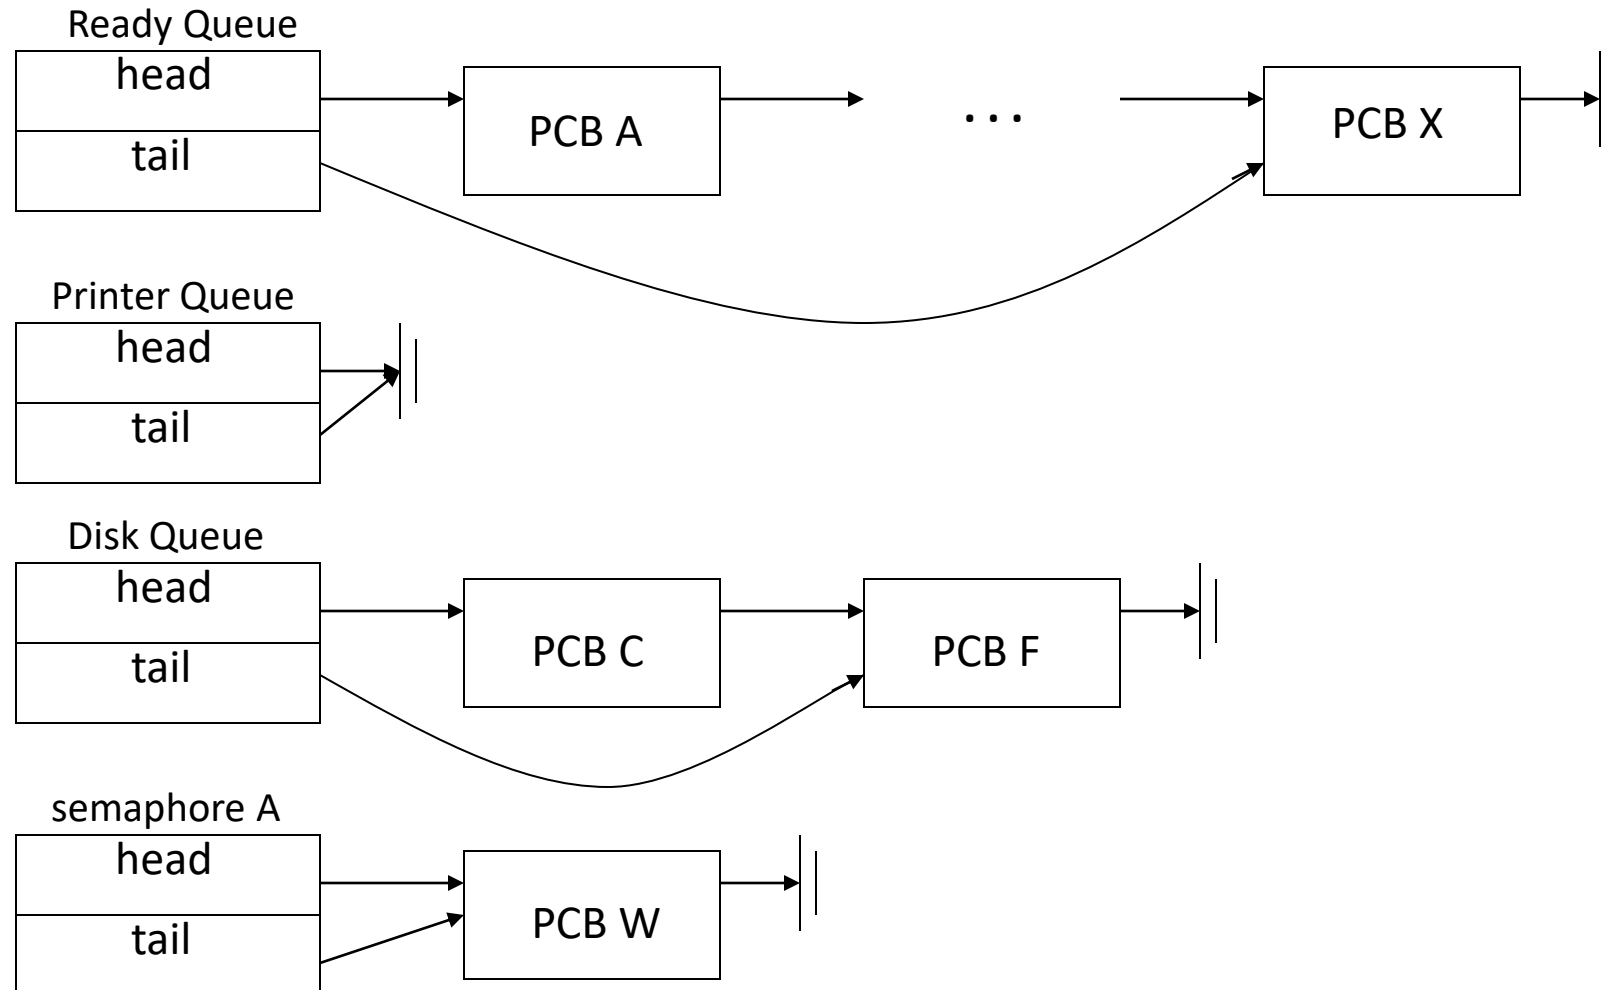 Ready Queue
head
PCB A
. . .
PCB X
tail
Printer Queue
head
tail
Disk Queue
head
tail
PCB C
PCB F
semaphore A
head
tail
PCB W